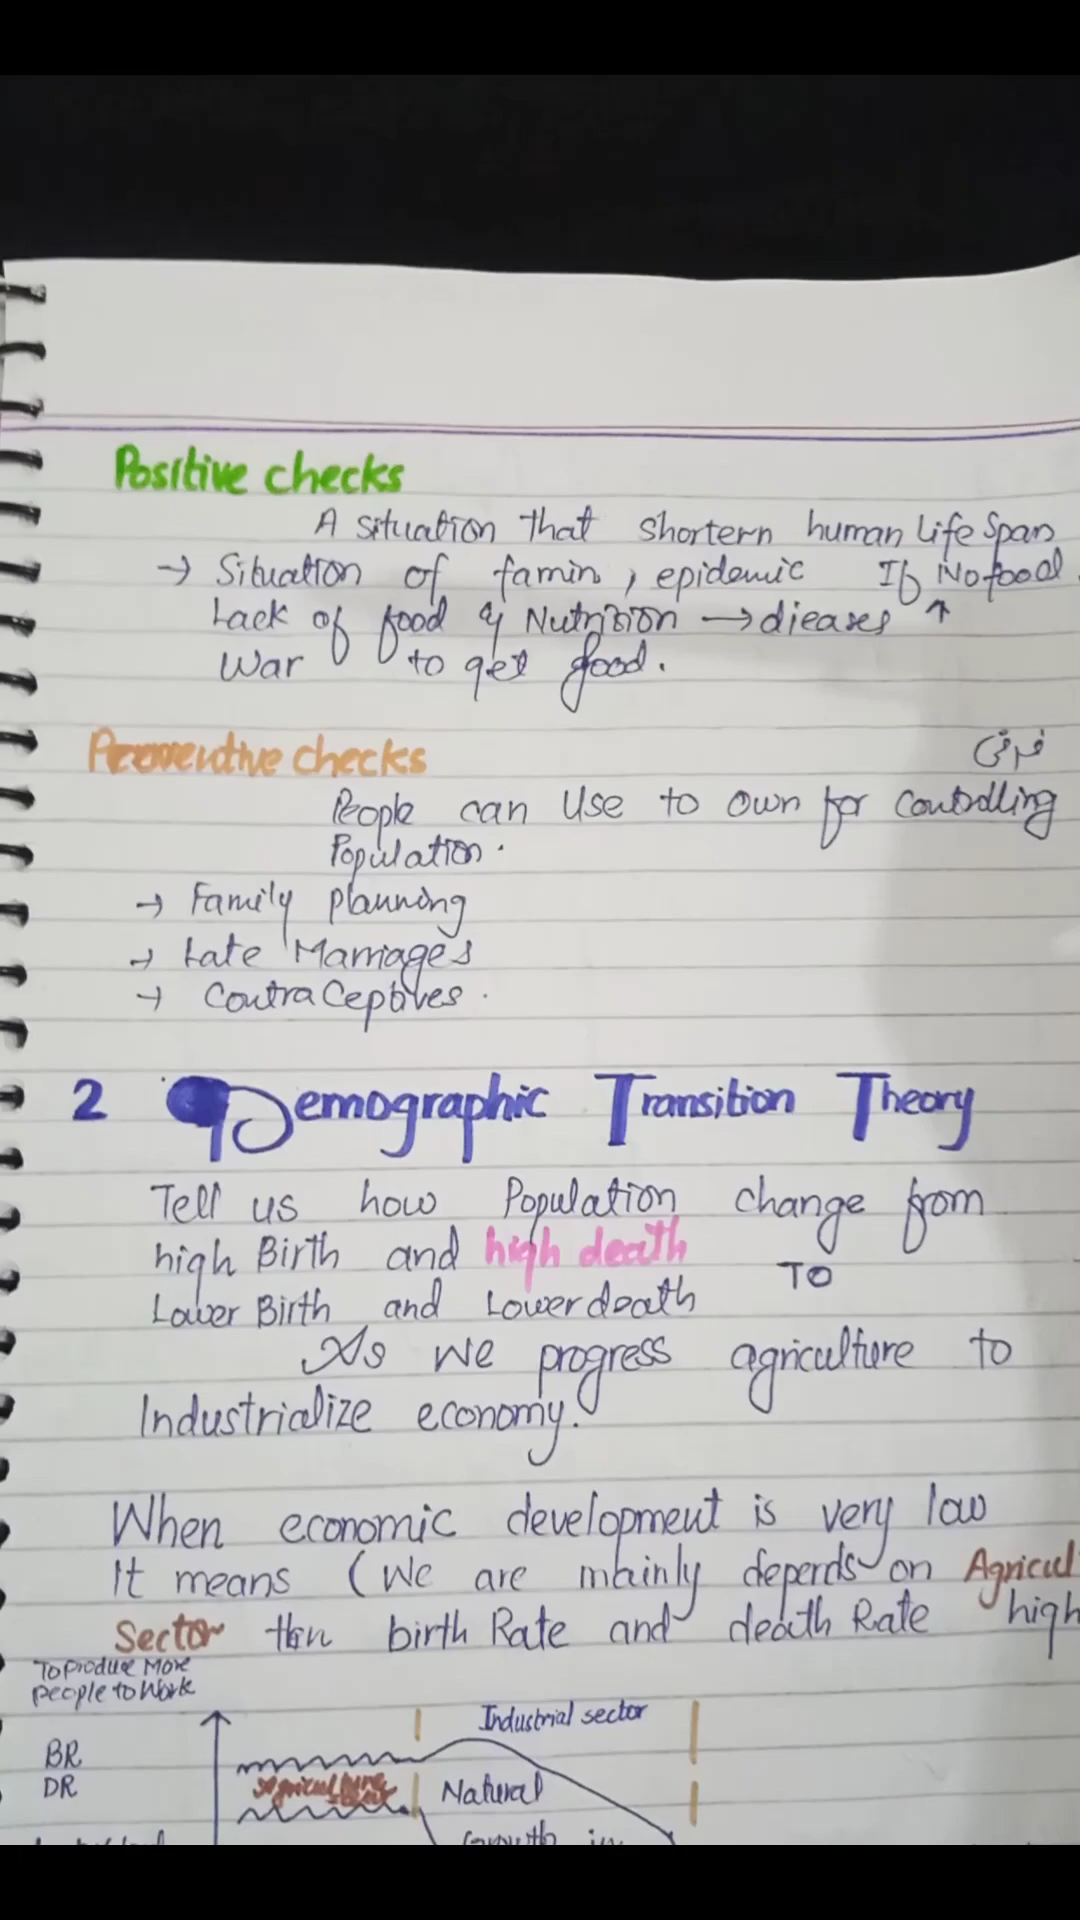 Positive checks
A situation that shortern human Life Span
→ Situation of famin, epidemic If No food.
Lack of food & Nutrition → dieases ↑
War to get food.
Preventive checks
People can Use to own for Controlling
Population.
→ Family planning
→ Late Marriages
→ Contra Ceptives.
2 Demographic Transition Theory
Tell us how Population change from
high Birth and high death TO
Lower Birth and Lower death
As we progress agriculture to
Industrialize economy.
When economic development is very low
It means (We are mainly depends on Agricul
Sector then birth Rate and death Rate high
To produce More
people to Work
Industrial sector
BR
DR
Agriculture
Natural
Growth in